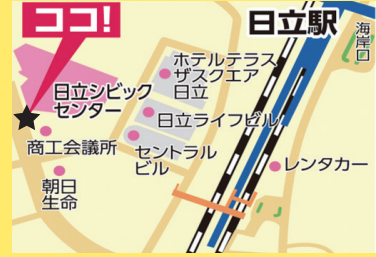 ココ!
日立駅
海岸口
ホテルテラス
ザスクエア
日立
日立シビック
センター
日立ライフビル
商工会議所
セントラル
ビル
レンタカー
朝日
生命